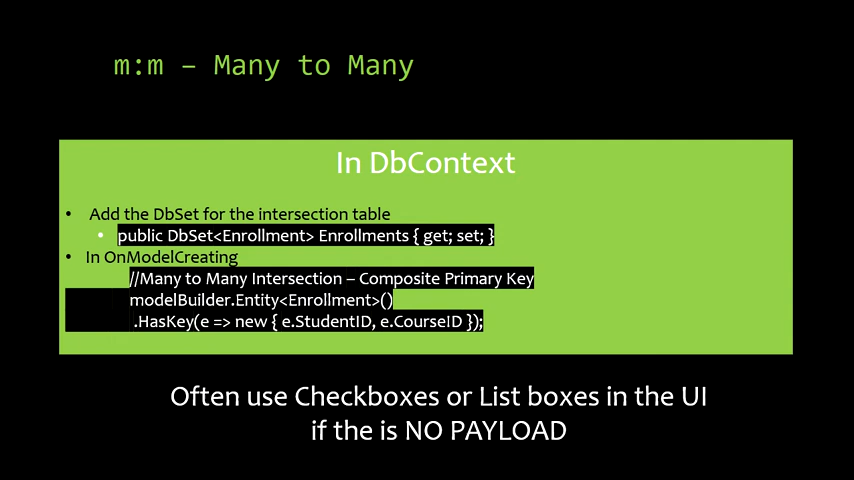 m:m – Many to Many
In DbContext
• Add the DbSet for the intersection table
• public DbSet<Enrollment> Enrollments { get; set; }
• In OnModelCreating
//Many to Many Intersection – Composite Primary Key
modelBuilder.Entity<Enrollment>()
.HasKey(e => new { e.StudentID, e.CourseID });
Often use Checkboxes or List boxes in the UI
if the is NO PAYLOAD